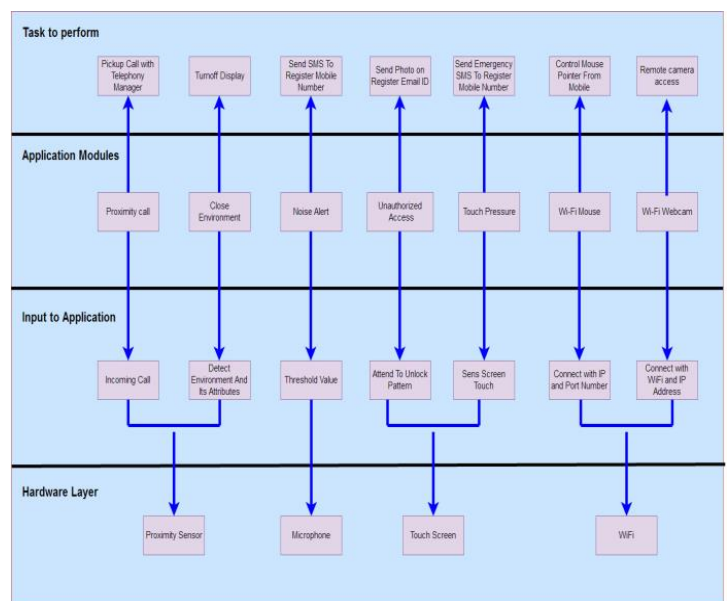 Task to perform
Pickup Call with
Telephony
Manager
Turnoff Display
Send SMS To
Register Mobile
Number
Send Photo on
Register Email ID
Send Emergency
SMS To Register
Mobile Number
Control Mouse
Pointer From
Mobile
Remote camera
access
Application Modules
Proximity call
Close
Environment
Noise Alert
Unauthorized
Access
Touch Pressure
Wi-Fi Mouse
Wi-Fi Webcam
Input to Application
Incoming Call
Detect
Environment And
Its Attributes
Threshold Value
Attend To Unlock
Pattern
Sens Screen
Touch
Connect with IP
and Port Number
Connect with
WiFi and IP
Address
Hardware Layer
Proximity Sensor
Microphone
Touch Screen
WiFi